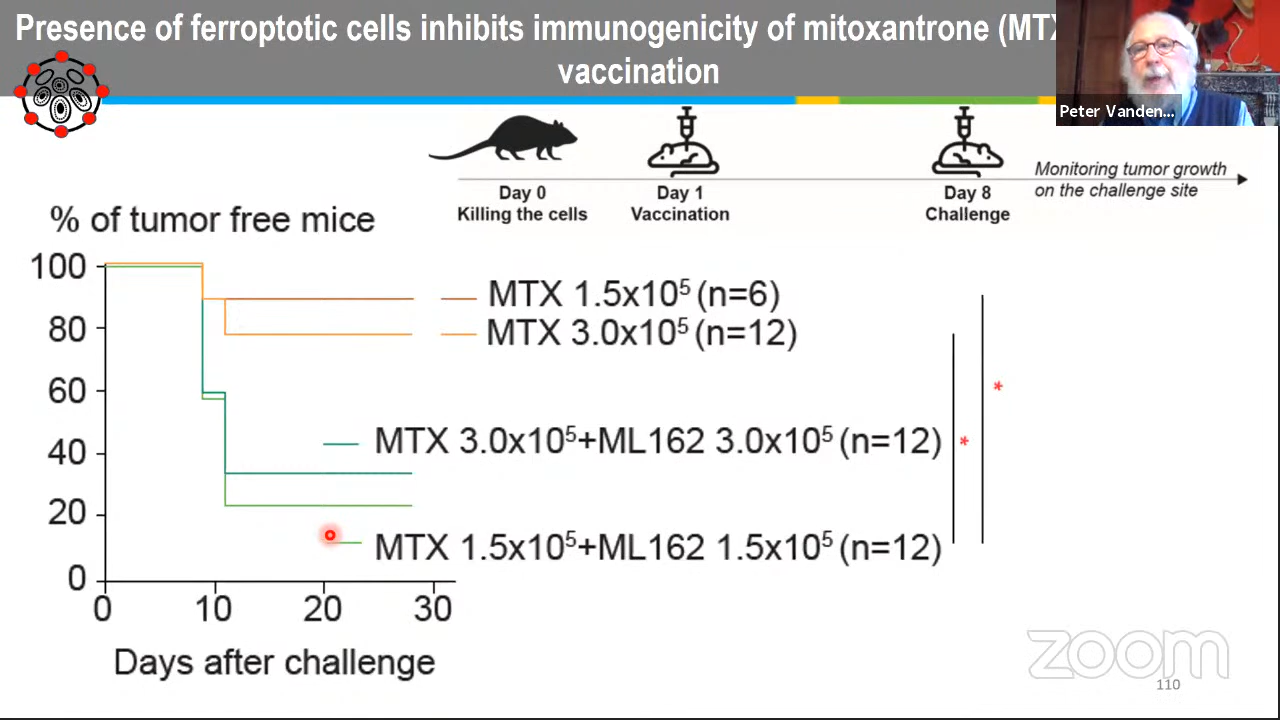 Presence of ferroptotic cells inhibits immunogenicity of mitoxantrone (MTX
vaccination
Peter Vanden...
Day 0
Killing the cells
Day 1
Vaccination
Day 8
Challenge
Monitoring tumor growth
on the challenge site
% of tumor free mice
100
80
60
40
20
0
0 10 20 30
Days after challenge
MTX 1.5x10⁵ (n=6)
MTX 3.0x10⁵ (n=12)
MTX 3.0x10⁵+ML162 3.0x10⁵ (n=12)
MTX 1.5x10⁵+ML162 1.5x10⁵ (n=12)
*
*
zoom
110